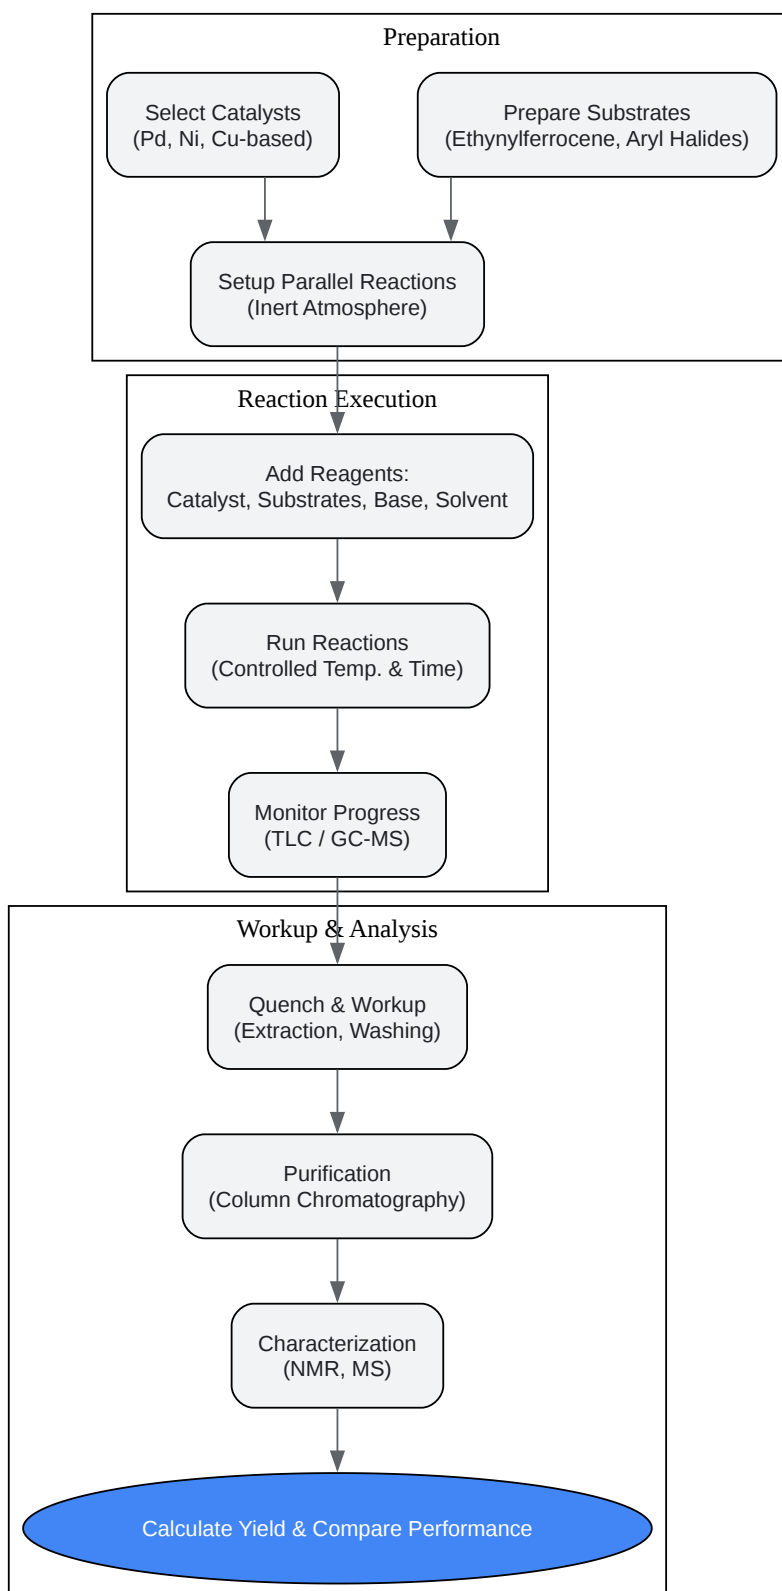 Preparation
Select Catalysts
(Pd, Ni, Cu-based)
Prepare Substrates
(Ethynylferrocene, Aryl Halides)
Setup Parallel Reactions
(Inert Atmosphere)
Reaction Execution
Add Reagents:
Catalyst, Substrates, Base, Solvent
Run Reactions
(Controlled Temp. & Time)
Monitor Progress
(TLC / GC-MS)
Workup & Analysis
Quench & Workup
(Extraction, Washing)
Purification
(Column Chromatography)
Characterization
(NMR, MS)
Calculate Yield & Compare Performance